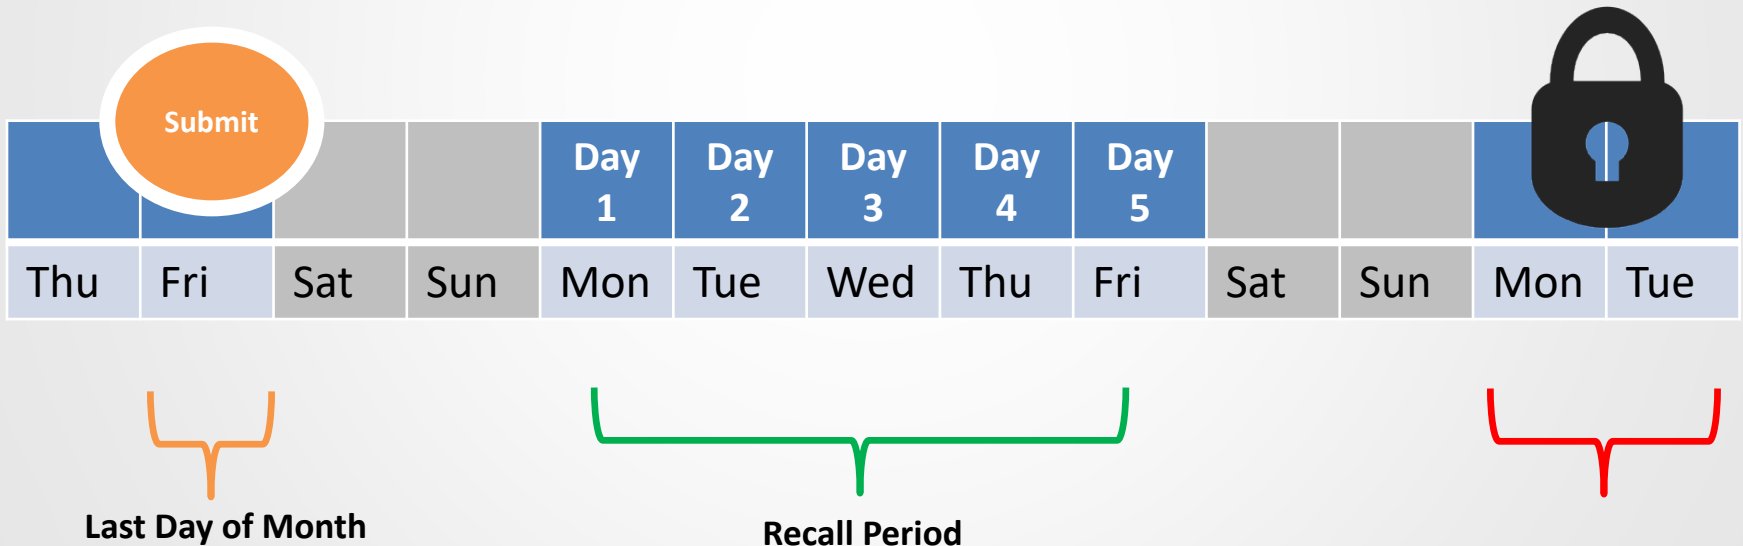 Submit
Day Day Day Day Day
1 2 3 4 5
Thu Fri Sat Sun Mon Tue Wed Thu Fri Sat Sun Mon Tue
Last Day of Month
Recall Period